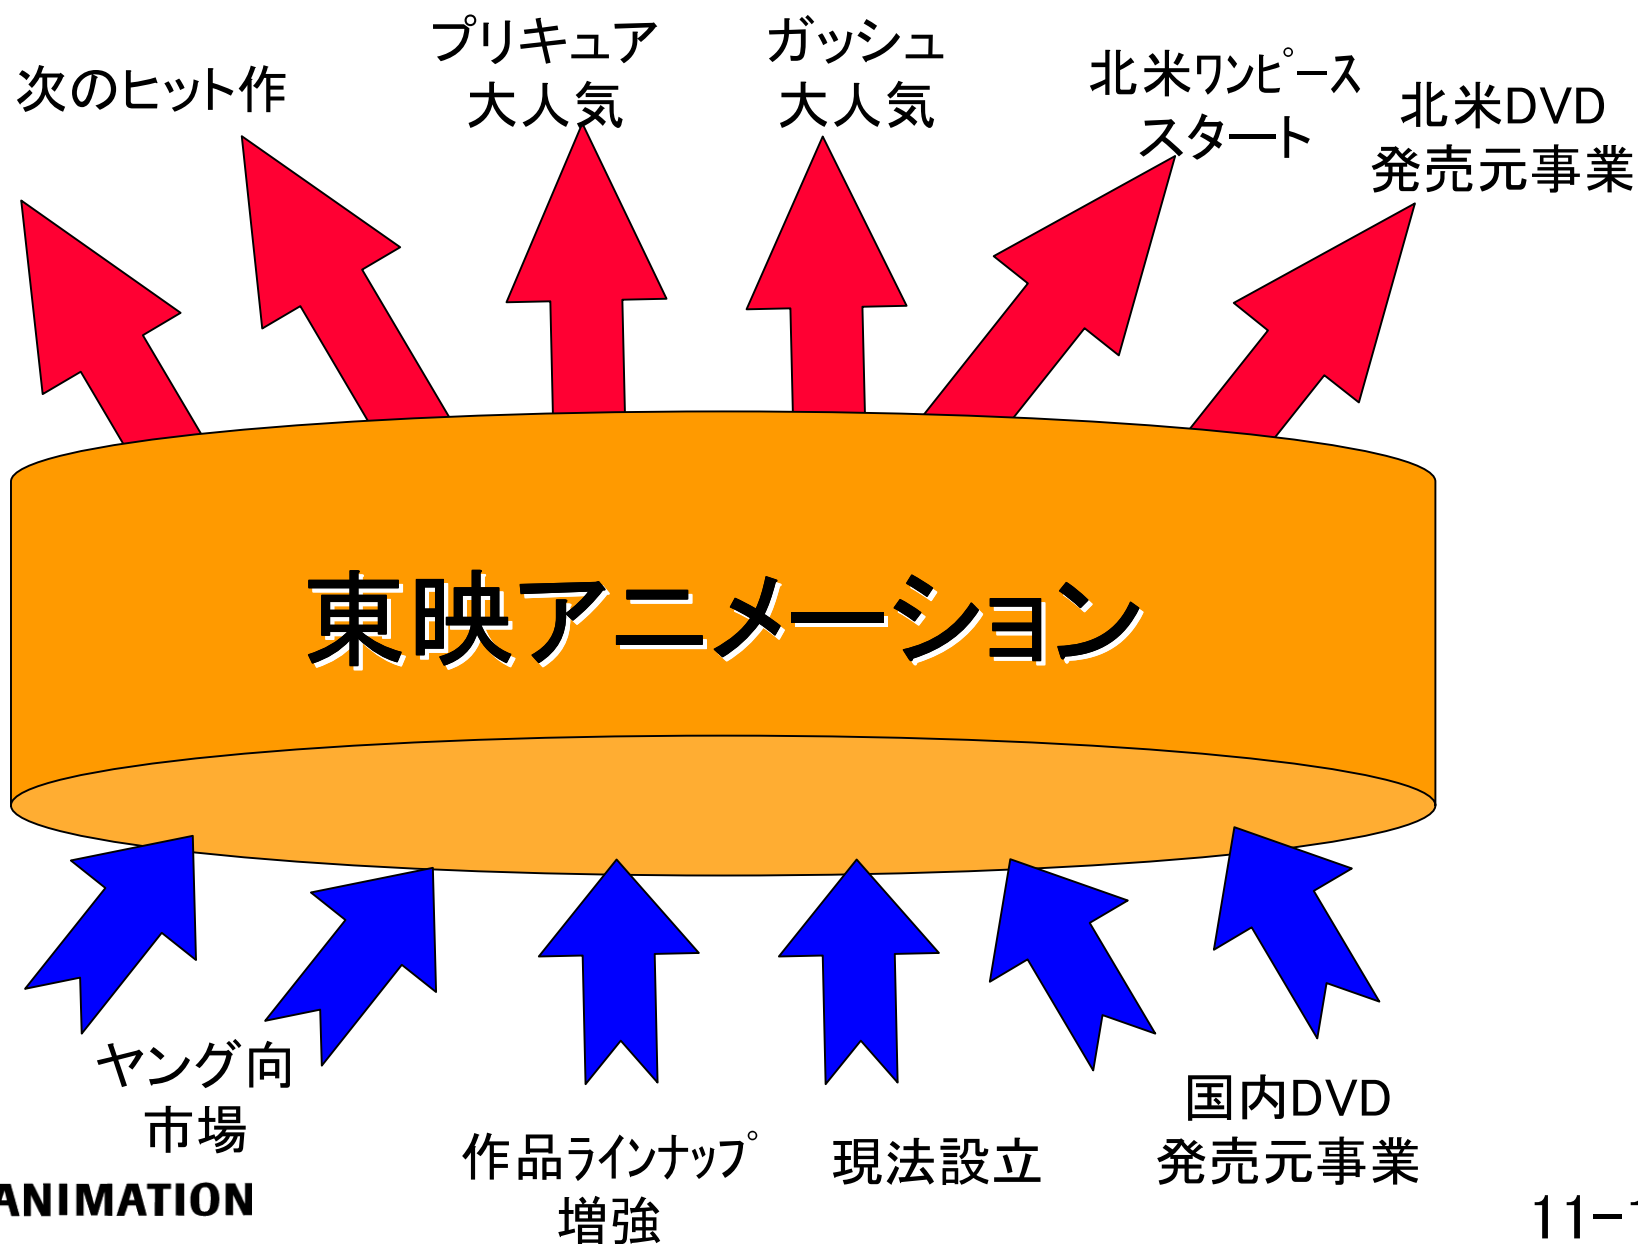 次のヒット作
プリキュア
大人気
ガッシュ
大人気
北米ワンピース
スタート
北米DVD
発売元事業
東映アニメーション
ヤング向
市場
作品ラインナップ
増強
現法設立
国内DVD
発売元事業
ANIMATION
11-